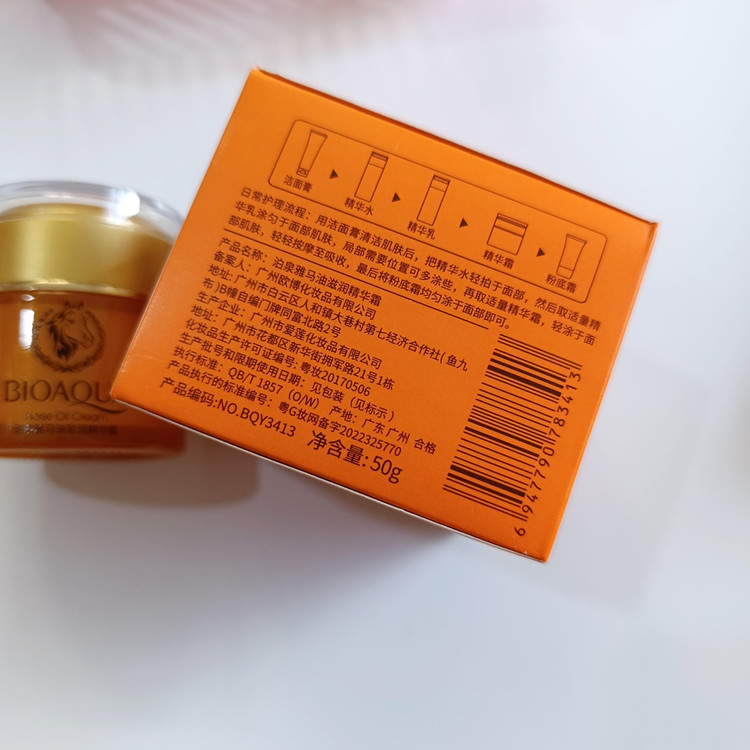 洁面膏
精华水
精华乳
精华霜
粉底霜
日常护理流程：用洁面膏清洁肌肤后，把精华水轻拍于面部，然后取适量精
华乳涂匀于面部肌肤，局部需要位置可多涂些，再取适量精华霜，轻涂于面
部肌肤，轻轻按摩至吸收，最后将粉底霜均匀涂于面部即可。
产品名称：泊泉雅马油滋润精华霜
备案人：广州欧博化妆品有限公司
地址：广州市白云区人和镇大巷村第七经济合作社(鱼九
布)B幢自编门牌同富北路2号
生产企业：广州市爱莲化妆品有限公司
地址：广州市花都区新华街拥军路21号1栋
化妆品生产许可证编号：粤妆20170506
生产批号和限期使用日期：见包装（见标示）
执行标准：QB/T 1857 (O/W) 产地：广东 广州 合格
产品执行的标准编号：粤G妆网备字2022325770
产品编码:NO.BQY3413 净含量: 50g
6 947790 783413
BIOAQU
Horse Oil Cream